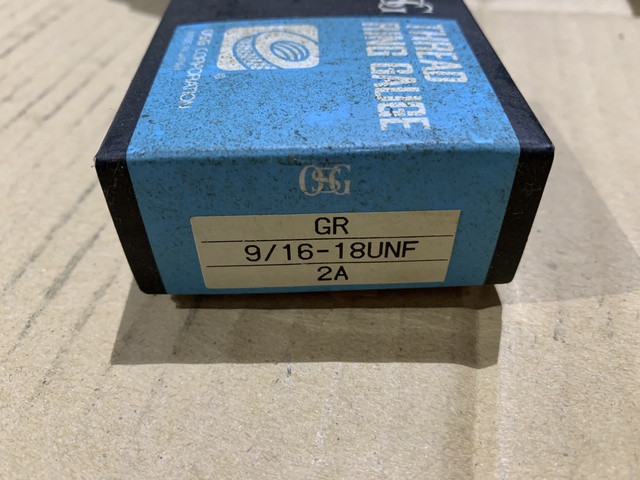 THREAD
RING GAUGE
OSG CORPORATION
OSG
GR
9/16-18UNF
2A